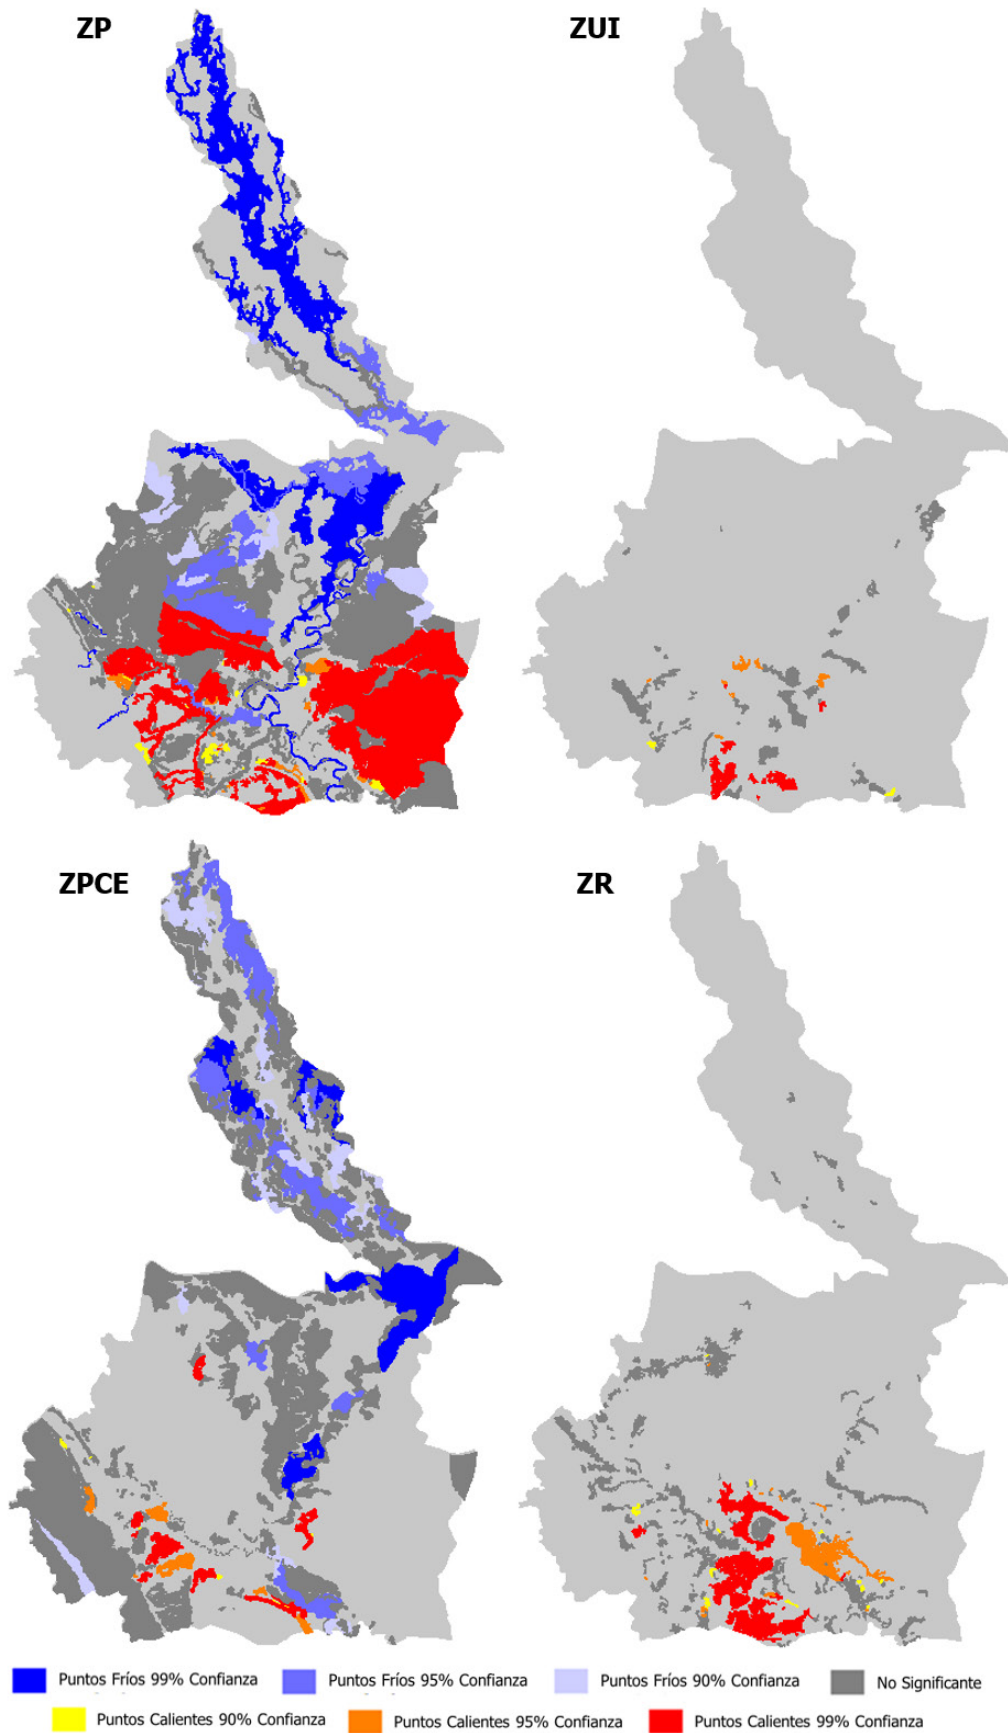 ZP
ZUI
ZPCE
ZR
Puntos Fríos 99% Confianza
Puntos Fríos 95% Confianza
Puntos Fríos 90% Confianza
No Significante
Puntos Calientes 90% Confianza
Puntos Calientes 95% Confianza
Puntos Calientes 99% Confianza